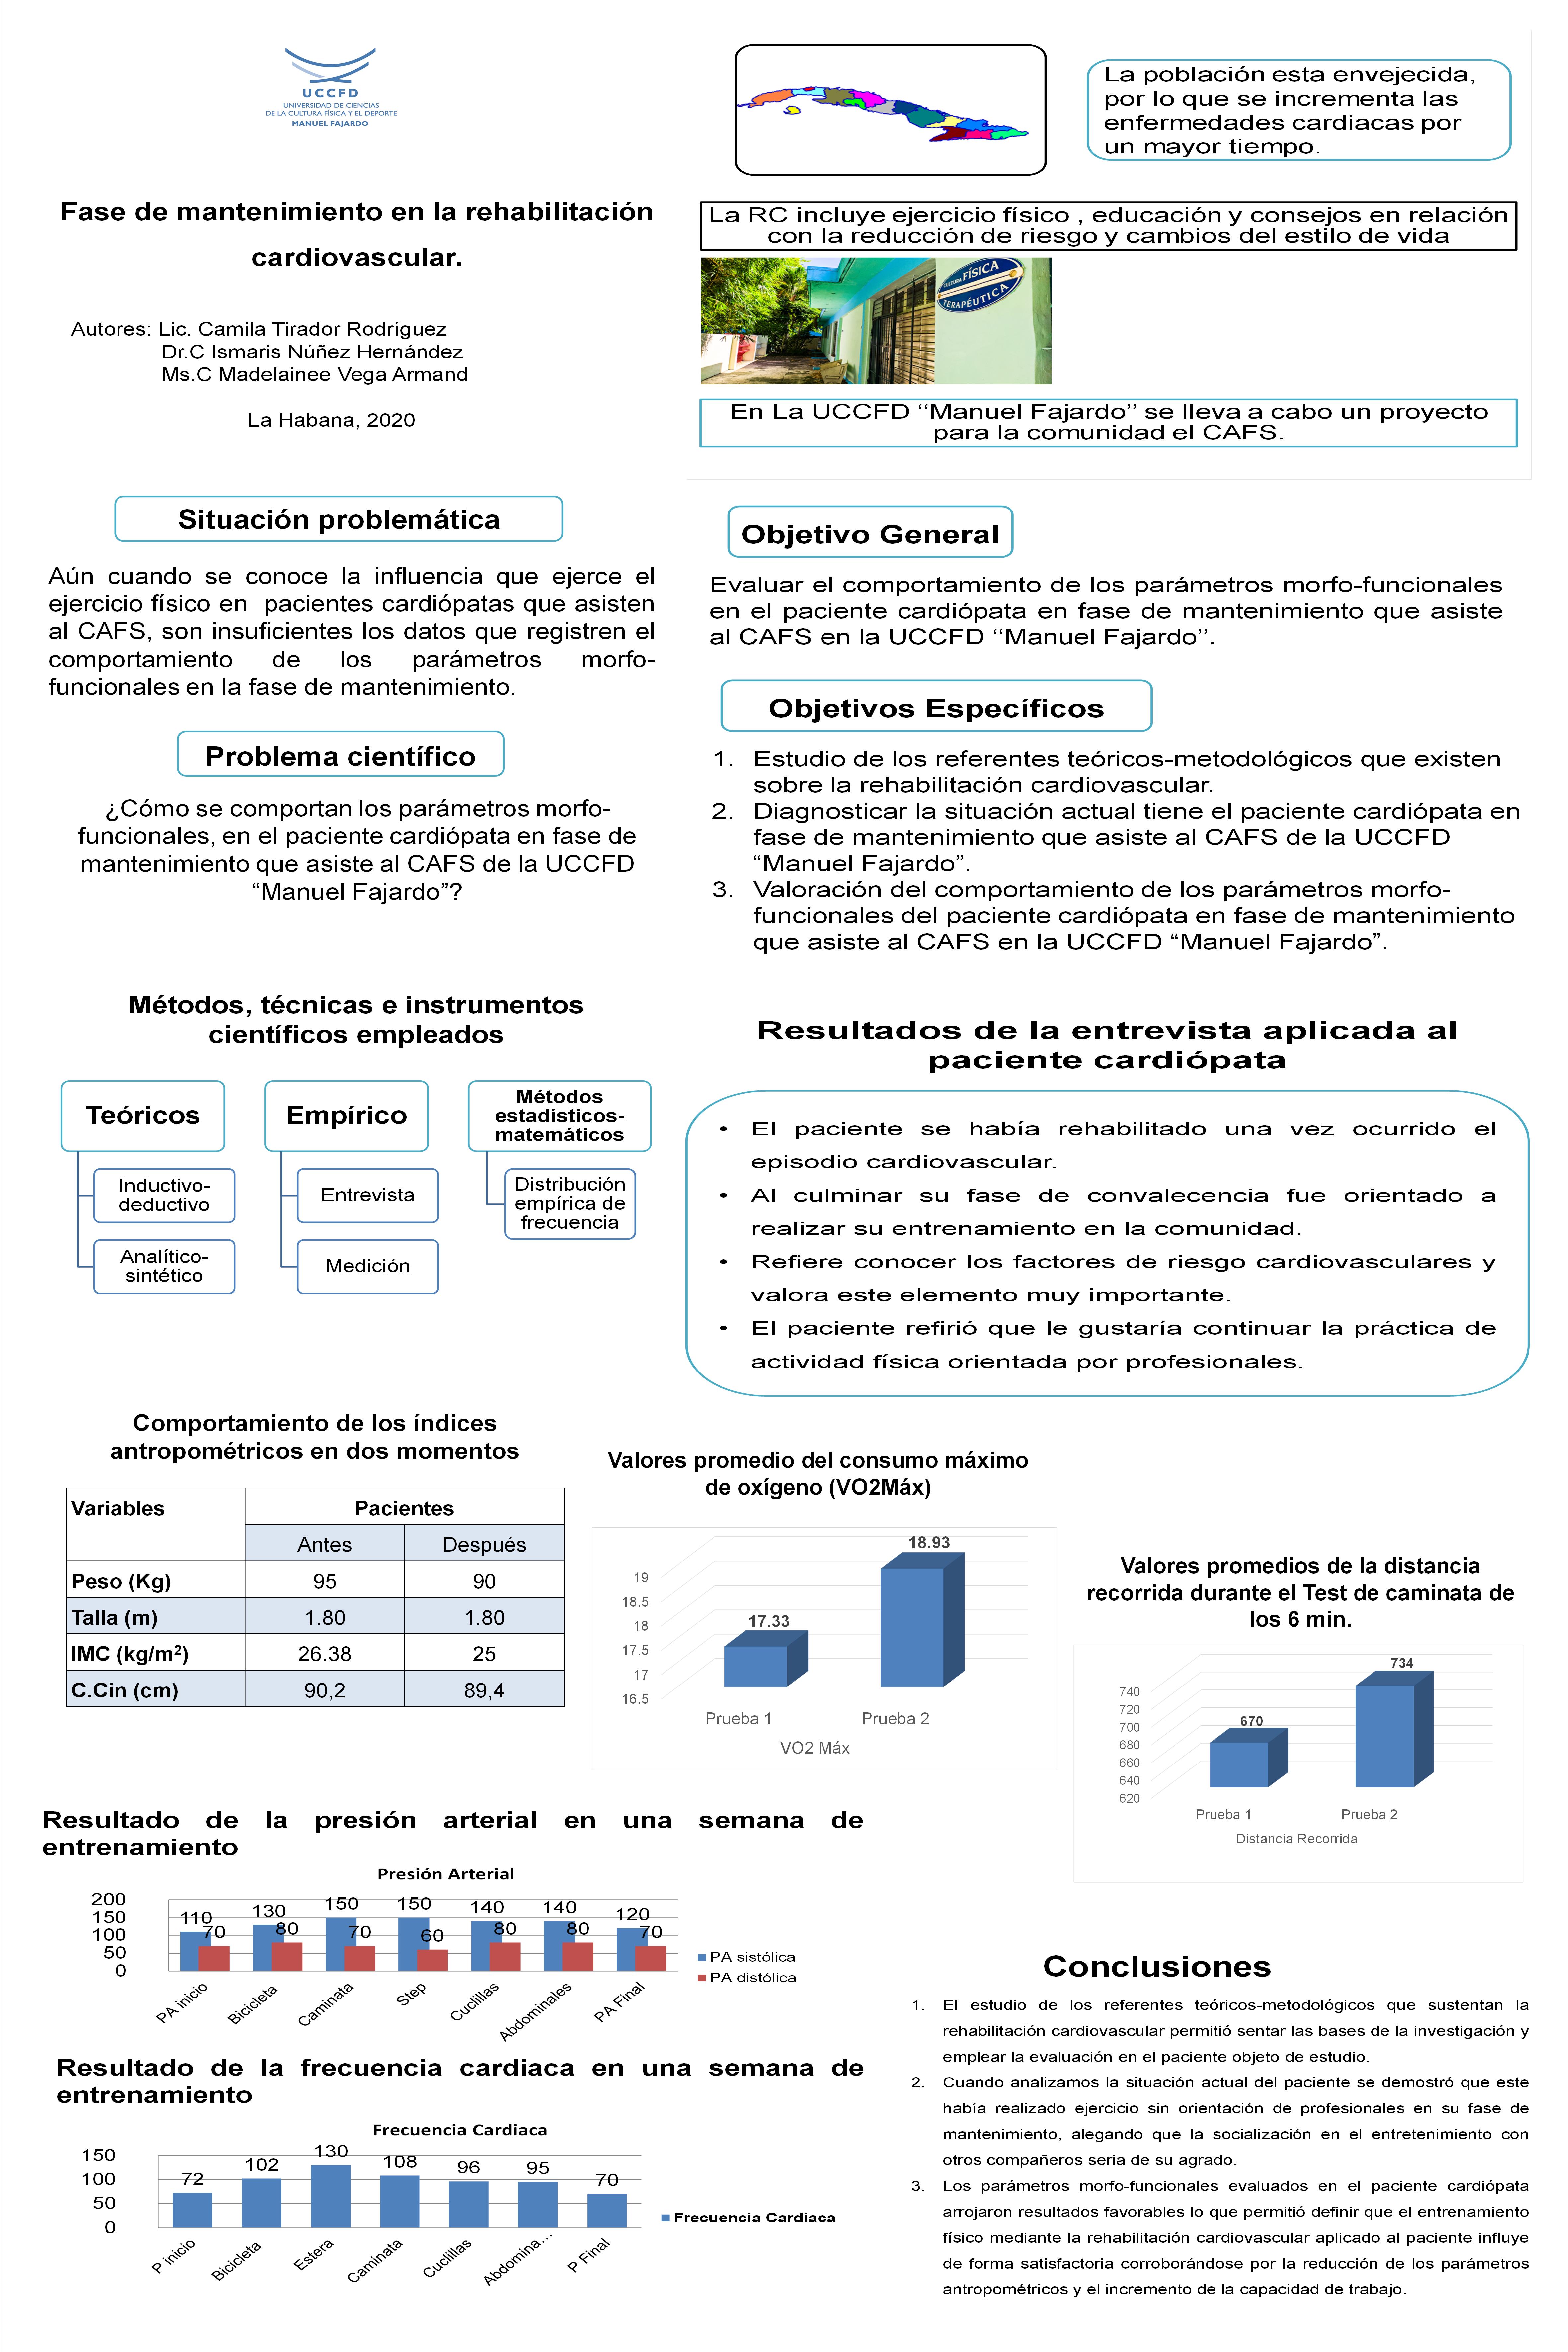 UCCFD
UNIVERSIDAD DE CIENCIAS
DE LA CULTURA FÍSICA Y EL DEPORTE
MANUEL FAJARDO
Fase de mantenimiento en la rehabilitación
cardiovascular.
Autores: Lic. Camila Tirador Rodríguez
Dr.C Ismaris Núñez Hernández
Ms.C Madelainee Vega Armand
La Habana, 2020
La población esta envejecida,
por lo que se incrementa las
enfermedades cardiacas por
un mayor tiempo.
La RC incluye ejercicio físico , educación y consejos en relación
con la reducción de riesgo y cambios del estilo de vida
CULTURA FÍSICA
TERAPÉUTICA
En La UCCFD ‘‘Manuel Fajardo’’ se lleva a cabo un proyecto
para la comunidad el CAFS.
Situación problemática
Aún cuando se conoce la influencia que ejerce el
ejercicio físico en pacientes cardiópatas que asisten
al CAFS, son insuficientes los datos que registren el
comportamiento de los parámetros morfo-
funcionales en la fase de mantenimiento.
Problema científico
¿Cómo se comportan los parámetros morfo-
funcionales, en el paciente cardiópata en fase de
mantenimiento que asiste al CAFS de la UCCFD
“Manuel Fajardo”?
Objetivo General
Evaluar el comportamiento de los parámetros morfo-funcionales
en el paciente cardiópata en fase de mantenimiento que asiste
al CAFS en la UCCFD ‘‘Manuel Fajardo’’.
Objetivos Específicos
1. Estudio de los referentes teóricos-metodológicos que existen
sobre la rehabilitación cardiovascular.
2. Diagnosticar la situación actual tiene el paciente cardiópata en
fase de mantenimiento que asiste al CAFS de la UCCFD
“Manuel Fajardo”.
3. Valoración del comportamiento de los parámetros morfo-
funcionales del paciente cardiópata en fase de mantenimiento
que asiste al CAFS en la UCCFD “Manuel Fajardo”.
Métodos, técnicas e instrumentos
científicos empleados
Teóricos
Inductivo-
deductivo
Analítico-
sintético
Empírico
Entrevista
Medición
Métodos
estadísticos-
matemáticos
Distribución
empírica de
frecuencia
Resultados de la entrevista aplicada al
paciente cardiópata
• El paciente se había rehabilitado una vez ocurrido el
episodio cardiovascular.
• Al culminar su fase de convalecencia fue orientado a
realizar su entrenamiento en la comunidad.
• Refiere conocer los factores de riesgo cardiovasculares y
valora este elemento muy importante.
• El paciente refirió que le gustaría continuar la práctica de
actividad física orientada por profesionales.
Comportamiento de los índices
antropométricos en dos momentos
Variables Pacientes
Antes Después
Peso (Kg) 95 90
Talla (m) 1.80 1.80
IMC (kg/m²) 26.38 25
C.Cin (cm) 90,2 89,4
Valores promedio del consumo máximo
de oxígeno (VO2Máx)
18.93
17.33
19
18.5
18
17.5
17
16.5
Prueba 1 Prueba 2
VO2 Máx
Valores promedios de la distancia
recorrida durante el Test de caminata de
los 6 min.
734
670
740
720
700
680
660
640
620
Prueba 1 Prueba 2
Distancia Recorrida
Resultado de la presión arterial en una semana de
entrenamiento
Presión Arterial
200
150
100
50
0
110 130 150 150 140 140 120
70 80 70 60 80 80 70
PA inicio Bicicleta Caminata Step Cuclillas Abdominales PA Final
PA sistólica
PA distólica
Resultado de la frecuencia cardiaca en una semana de
entrenamiento
Frecuencia Cardiaca
150
100
50
0
72 102 130 108 96 95 70
P inicio Bicicleta Estera Caminata Cuclillas Abdomina... P Final
Frecuencia Cardiaca
Conclusiones
1. El estudio de los referentes teóricos-metodológicos que sustentan la
rehabilitación cardiovascular permitió sentar las bases de la investigación y
emplear la evaluación en el paciente objeto de estudio.
2. Cuando analizamos la situación actual del paciente se demostró que este
había realizado ejercicio sin orientación de profesionales en su fase de
mantenimiento, alegando que la socialización en el entretenimiento con
otros compañeros seria de su agrado.
3. Los parámetros morfo-funcionales evaluados en el paciente cardiópata
arrojaron resultados favorables lo que permitió definir que el entrenamiento
físico mediante la rehabilitación cardiovascular aplicado al paciente influye
de forma satisfactoria corroborándose por la reducción de los parámetros
antropométricos y el incremento de la capacidad de trabajo.